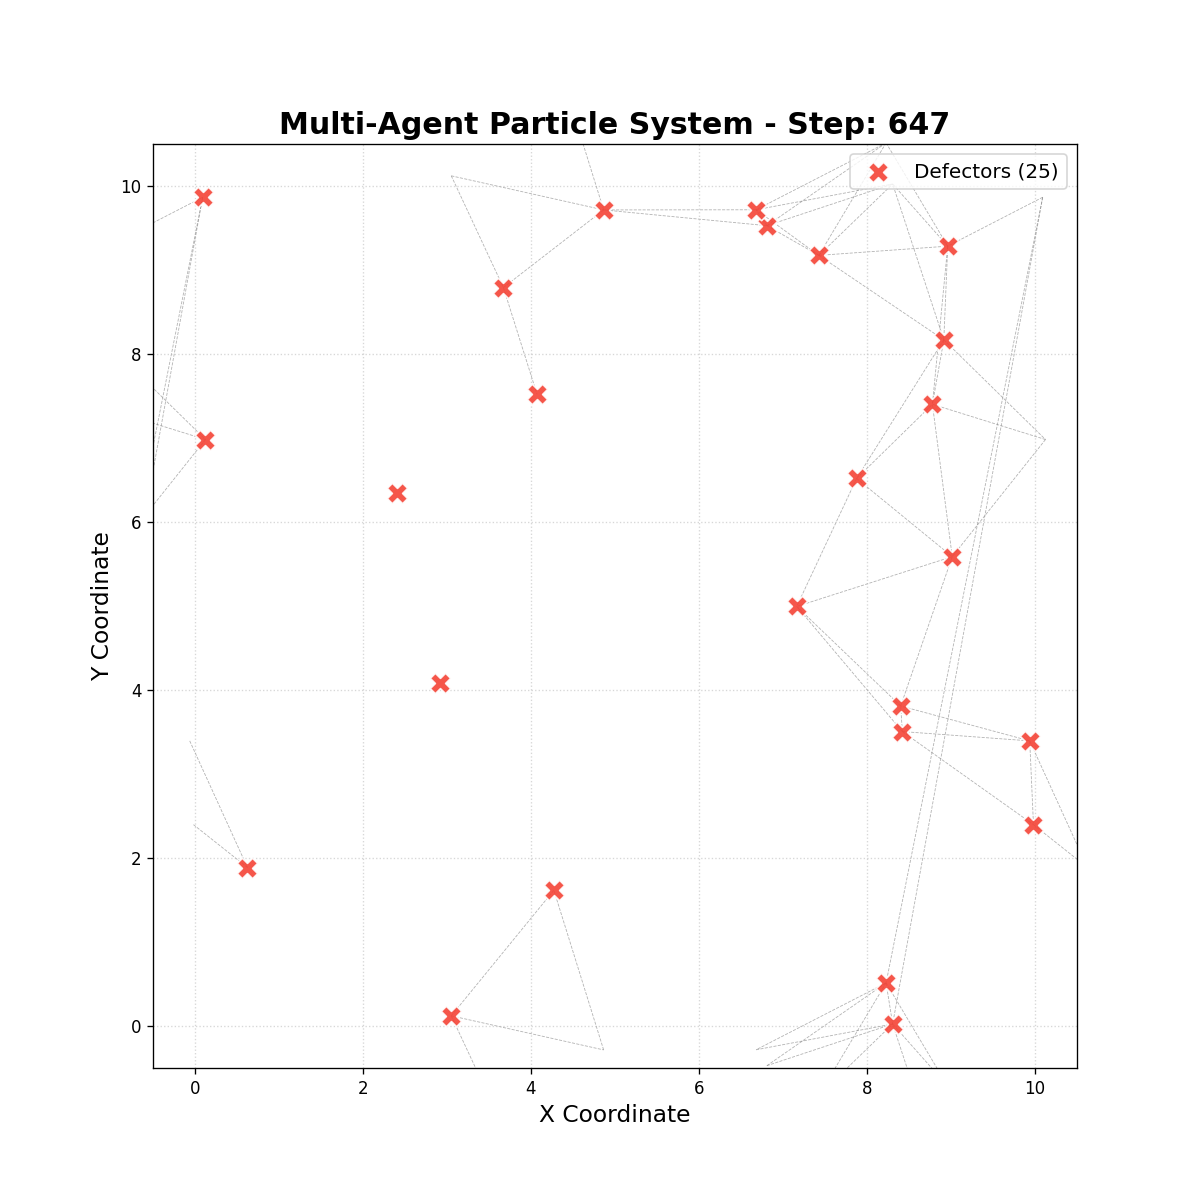 Multi-Agent Particle System - Step: 647
Defectors (25)
10
8
6
4
2
0
Y Coordinate
0 2 4 6 8 10
X Coordinate